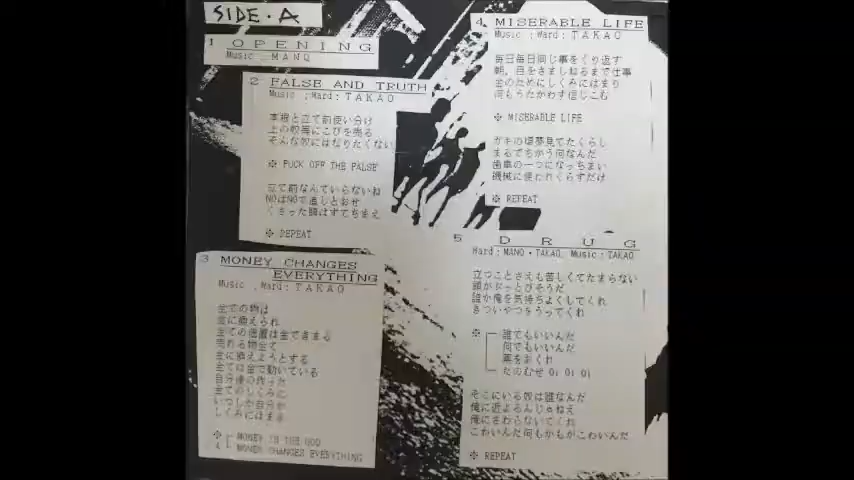 SIDE・A
1 OPENING
Music ;MANO
2 FALSE AND TRUTH
Music ;Ward;TAKAO
本根と立て前使い分け
上の奴等にこびを売る
そんな奴にはなりたくない
※ FUCK OFF THE FALSE
立て前なんていらないね
NOはNOで通しとおせ
くさった頭はすてちまえ
※ REPEAT
3 MONEY CHANGES
EVERYTHING
Music ;Ward;TAKAO
全ての物は
金に換えられ
全ての価値は金できまる
売れる物全て
金に換えようとする
全ては金で動いている
自分達の作った
金てのしくみに
いつしか自分が
しくみにはまる
※ MONEY IS THE GOD
MONEY CHANGES EVERYTHING
4 MISERABLE LIFE
Music ;Ward;TAKAO
毎日毎日同じ事をくり返す
朝、目をさましねるまで仕事
金のためにしくみにはまり
何もうたがわず信じこむ
※ MISERABLE LIFE
ガキの頃夢見てたくらし
まるでちがう何なんだ
歯車の一つになっちまい
機械に使われくらすだけ
※ REPEAT
5 DRUG
Ward;MANO・TAKAO Music;TAKAO
立つことさえも苦しくてたまらない
頭がぶっとびそうだ
誰か俺を気持ちよくしてくれ
きついやつをうってくれ
※ 誰でもいいんだ
何でもいいんだ
薬をおくれ
たのむぜ Oi Oi Oi
そこにいる奴は誰なんだ
俺に近よるんじゃねえ
俺にさわらないでくれ
こわいんだ何もかもがこわいんだ
※ REPEAT